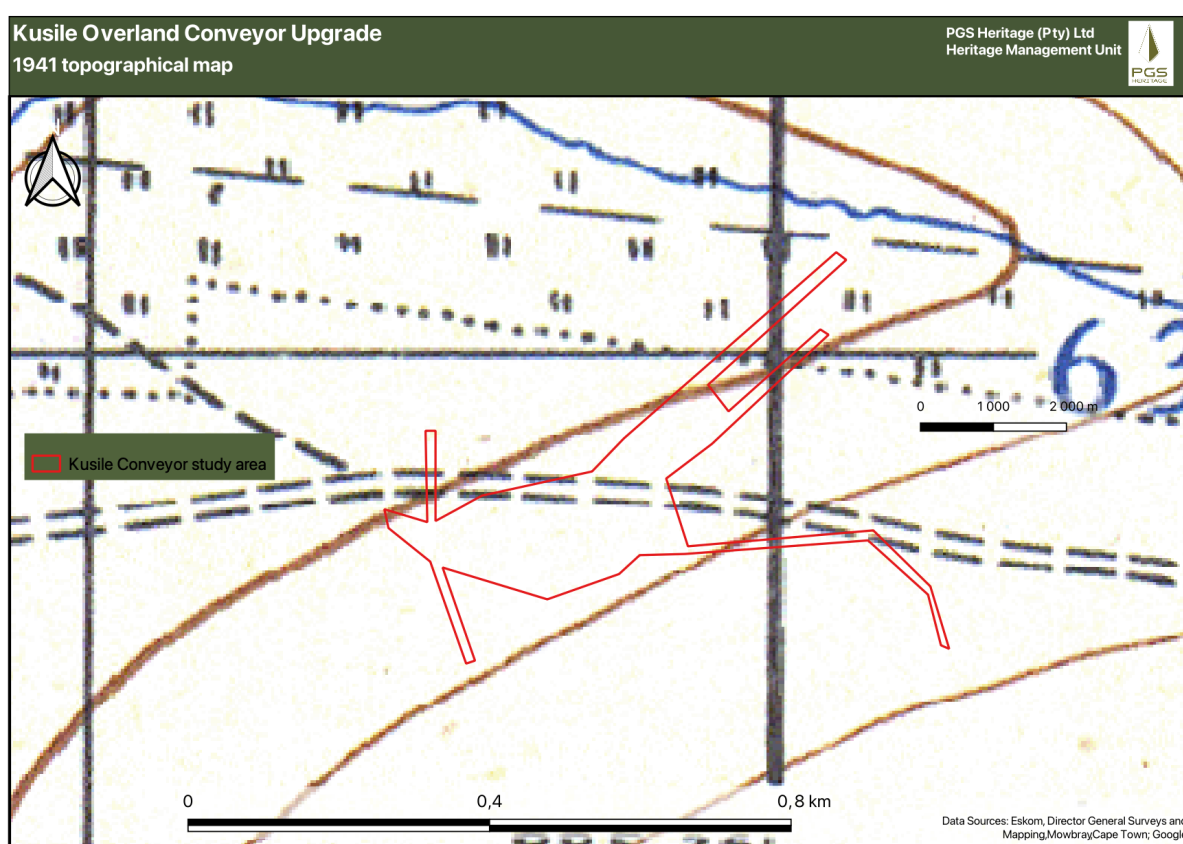 Kusile Overland Conveyor Upgrade
1941 topographical map
PGS Heritage (Pty) Ltd
Heritage Management Unit
PGS
HERITAGE
63
0 1 000 2 000 m
Kusile Conveyor study area
0 0,4 0,8 km
Data Sources: Eskom, Director General Surveys and
Mapping,Mowbray,Cape Town; Google